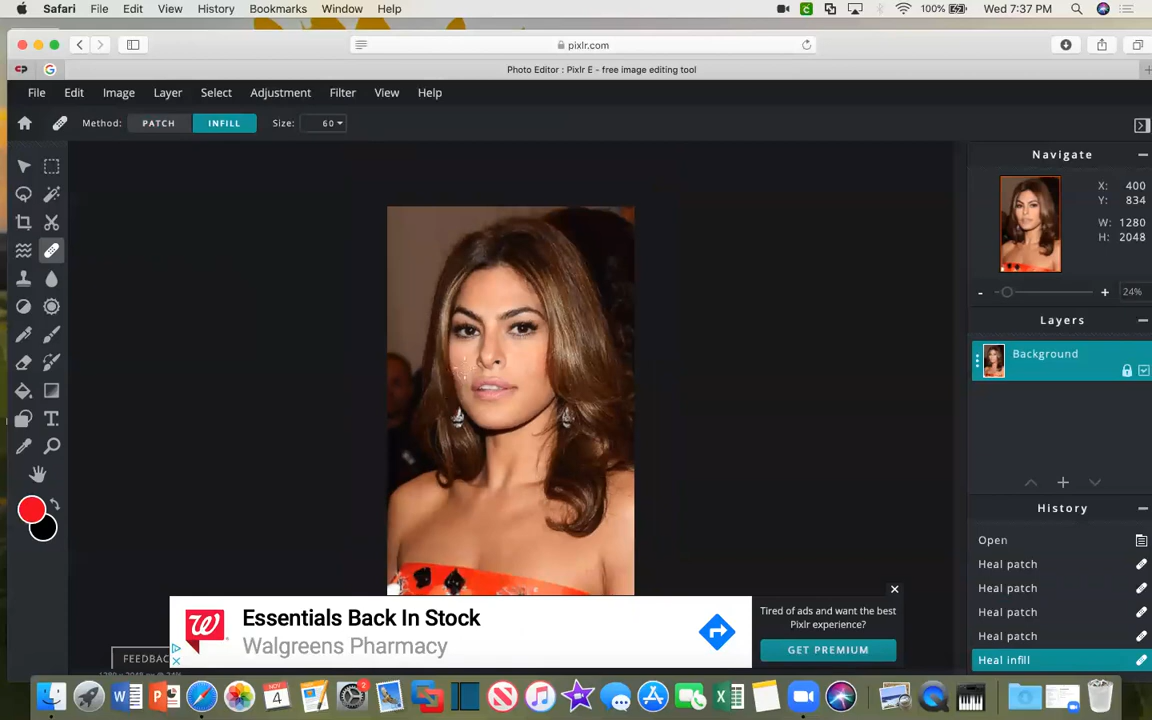 Safari File Edit View History Bookmarks Window Help 100% Wed 7:37 PM
pixlr.com
Photo Editor : Pixlr E - free image editing tool
File Edit Image Layer Select Adjustment Filter View Help
Method: PATCH INFILL Size: 60
Navigate
X: 400
Y: 834
W: 1280
H: 2048
- + 24%
Layers
Background
History
Open
Heal patch
Heal patch
Heal patch
Heal patch
Heal infill
Essentials Back In Stock
Walgreens Pharmacy
Tired of ads and want the best
Pixlr experience?
GET PREMIUM
FEEDBAC